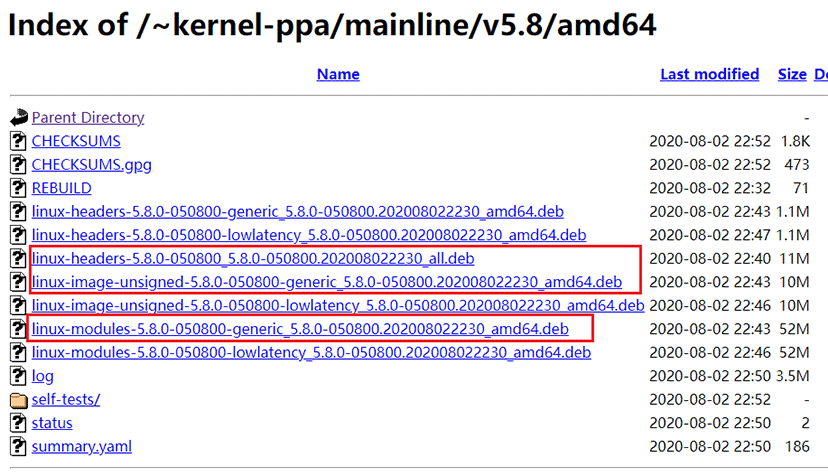 Index of /~kernel-ppa/mainline/v5.8/amd64
Name Last modified Size De
Parent Directory -
CHECKSUMS 2020-08-02 22:52 1.8K
CHECKSUMS.gpg 2020-08-02 22:52 473
REBUILD 2020-08-02 22:32 71
linux-headers-5.8.0-050800-generic_5.8.0-050800.202008022230_amd64.deb 2020-08-02 22:43 1.1M
linux-headers-5.8.0-050800-lowlatency_5.8.0-050800.202008022230_amd64.deb 2020-08-02 22:47 1.1M
linux-headers-5.8.0-050800_5.8.0-050800.202008022230_all.deb 2020-08-02 22:40 11M
linux-image-unsigned-5.8.0-050800-generic_5.8.0-050800.202008022230_amd64.deb 2020-08-02 22:43 10M
linux-image-unsigned-5.8.0-050800-lowlatency_5.8.0-050800.202008022230_amd64.deb 2020-08-02 22:46 10M
linux-modules-5.8.0-050800-generic_5.8.0-050800.202008022230_amd64.deb 2020-08-02 22:43 52M
linux-modules-5.8.0-050800-lowlatency_5.8.0-050800.202008022230_amd64.deb 2020-08-02 22:46 52M
log 2020-08-02 22:50 3.5M
self-tests/ 2020-08-02 22:52 -
status 2020-08-02 22:50 2
summary.yaml 2020-08-02 22:50 186